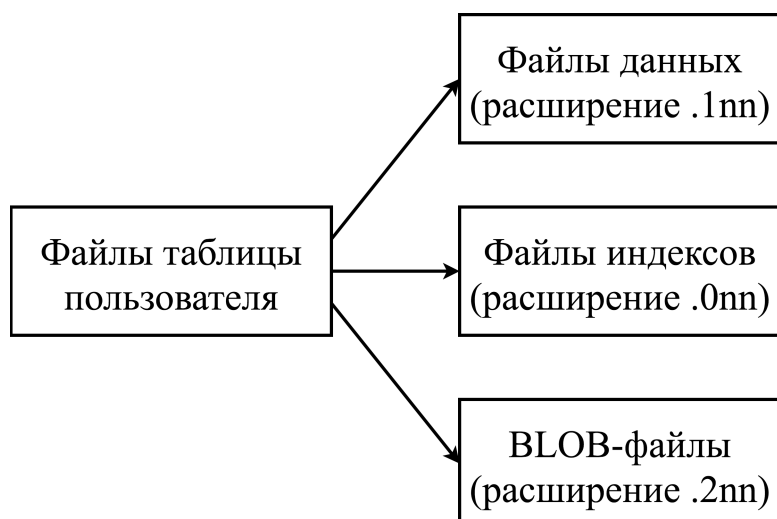 Файлы данных
(расширение .1nn)
Файлы таблицы
пользователя
Файлы индексов
(расширение .0nn)
BLOB-файлы
(расширение .2nn)